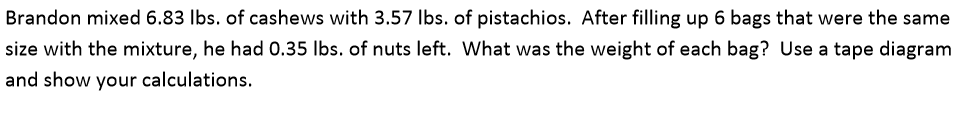 Brandon mixed 6.83 lbs. of cashews with 3.57 lbs. of pistachios.  After filling up 6 bags that were the same
size with the mixture, he had 0.35 lbs. of nuts left.  What was the weight of each bag?  Use a tape diagram
and show your calculations.